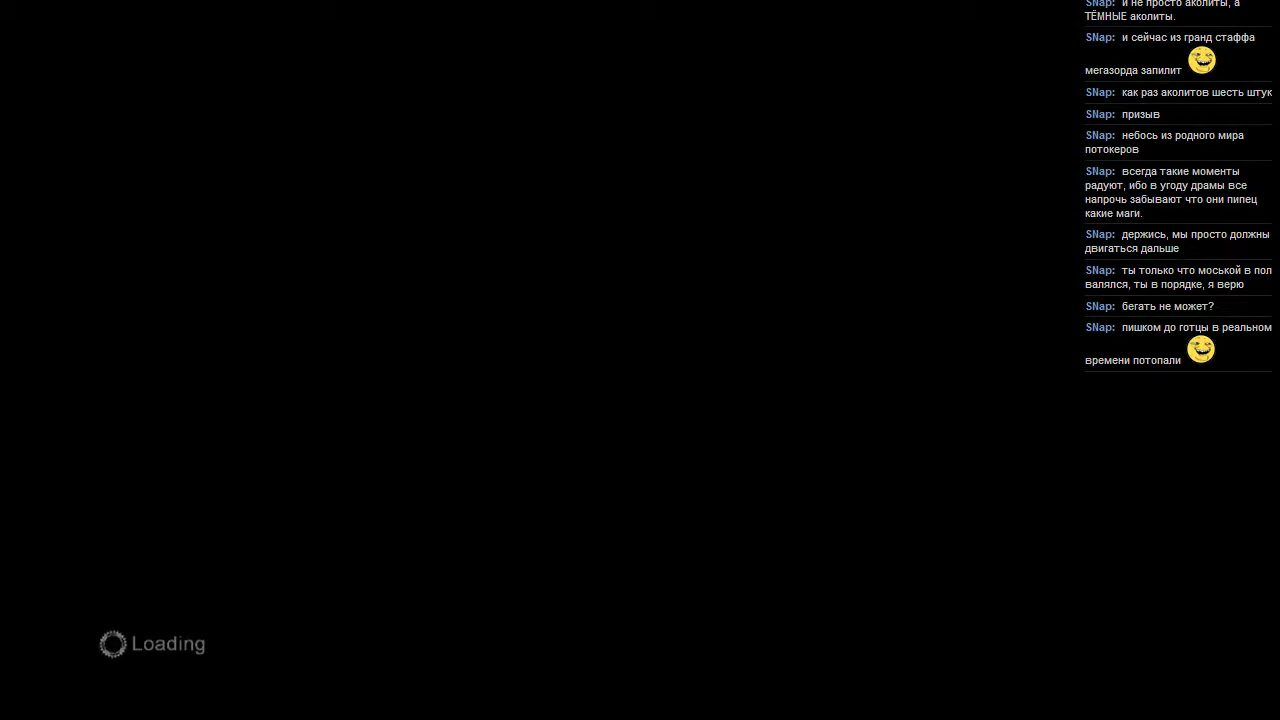 SNap: и не просто аколиты, а
ТЁМНЫЕ аколиты.
SNap: и сейчас из гранд стаффа
мегазорда запилит
SNap: как раз аколитов шесть штук
SNap: призыв
SNap: небось из родного мира
потокеров
SNap: всегда такие моменты
радуют, ибо в угоду драмы все
напрочь забывают что они пипец
какие маги.
SNap: держись, мы просто должны
двигаться дальше
SNap: ты только что моськой в пол
валялся, ты в порядке, я верю
SNap: бегать не может?
SNap: пишком до готцы в реальном
времени потопали
Loading